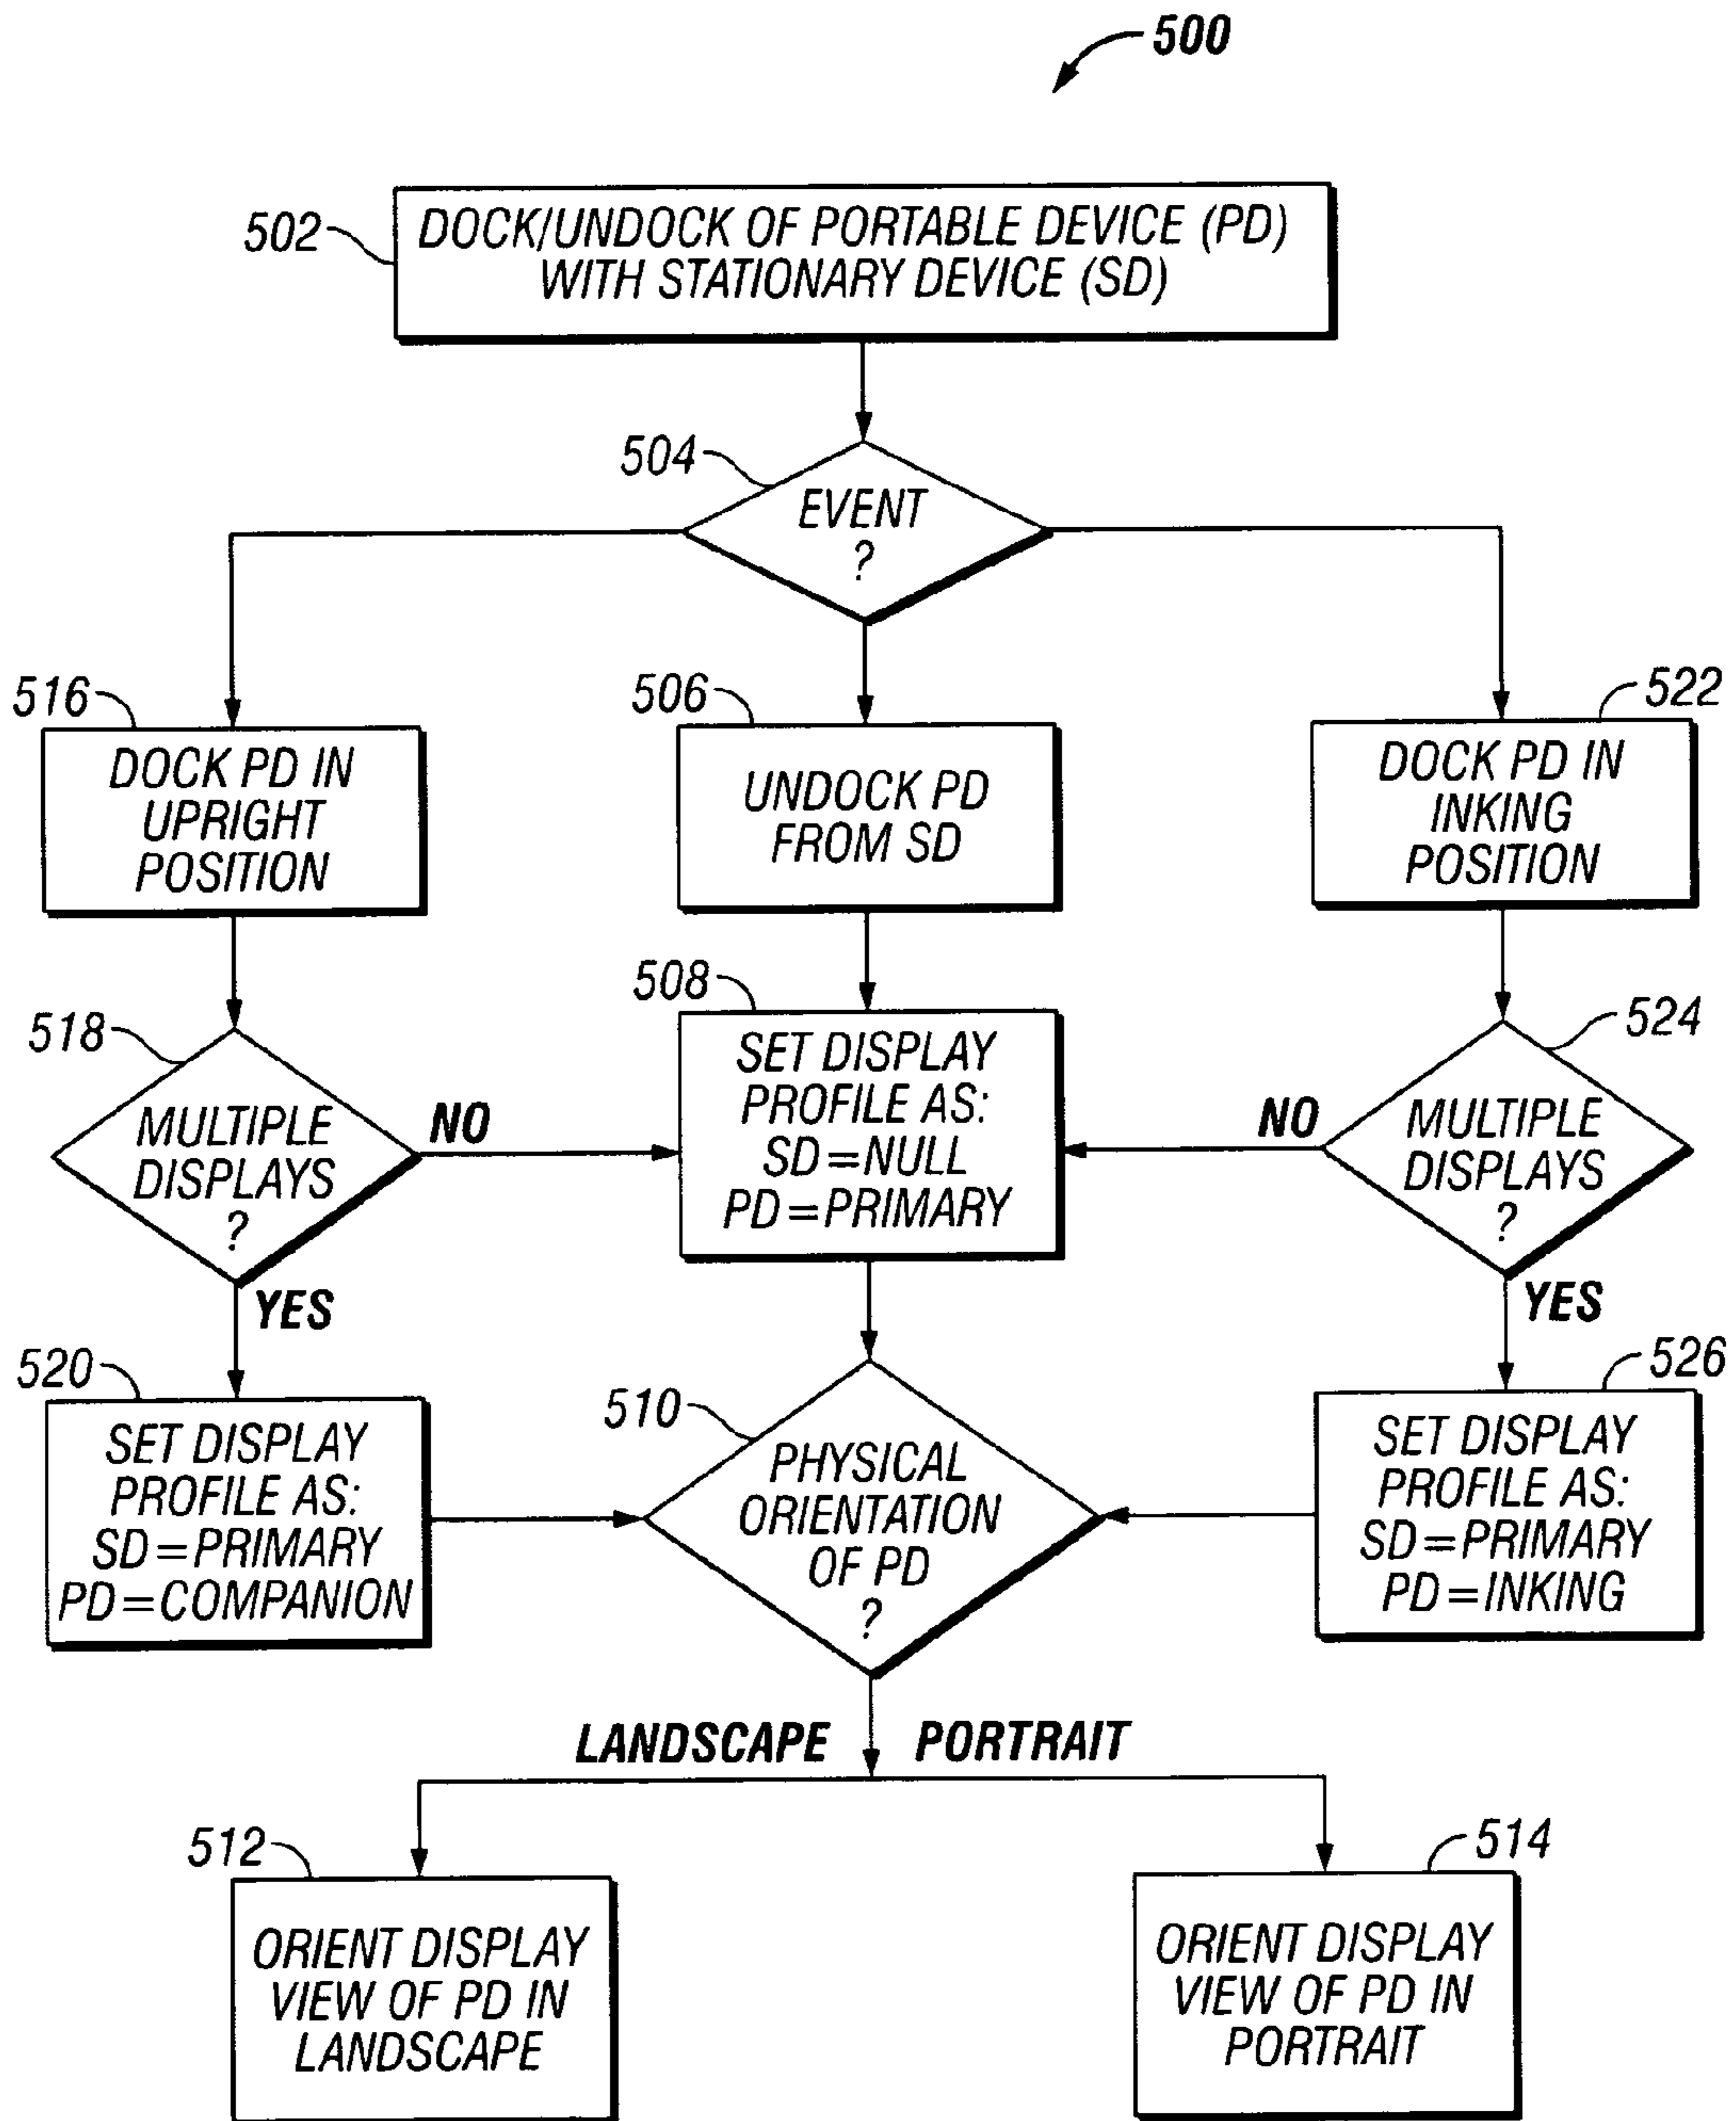 500
502
DOCK/UNDOCK OF PORTABLE DEVICE (PD)
WITH STATIONARY DEVICE (SD)
504
EVENT
?
516
DOCK PD IN
UPRIGHT
POSITION
506
UNDOCK PD
FROM SD
522
DOCK PD IN
INKING
POSITION
518
MULTIPLE
DISPLAYS
?
NO
YES
508
SET DISPLAY
PROFILE AS:
SD=NULL
PD=PRIMARY
524
MULTIPLE
DISPLAYS
?
NO
YES
520
SET DISPLAY
PROFILE AS:
SD=PRIMARY
PD=COMPANION
510
PHYSICAL
ORIENTATION
OF PD
?
526
SET DISPLAY
PROFILE AS:
SD=PRIMARY
PD=INKING
LANDSCAPE
PORTRAIT
512
ORIENT DISPLAY
VIEW OF PD IN
LANDSCAPE
514
ORIENT DISPLAY
VIEW OF PD IN
PORTRAIT